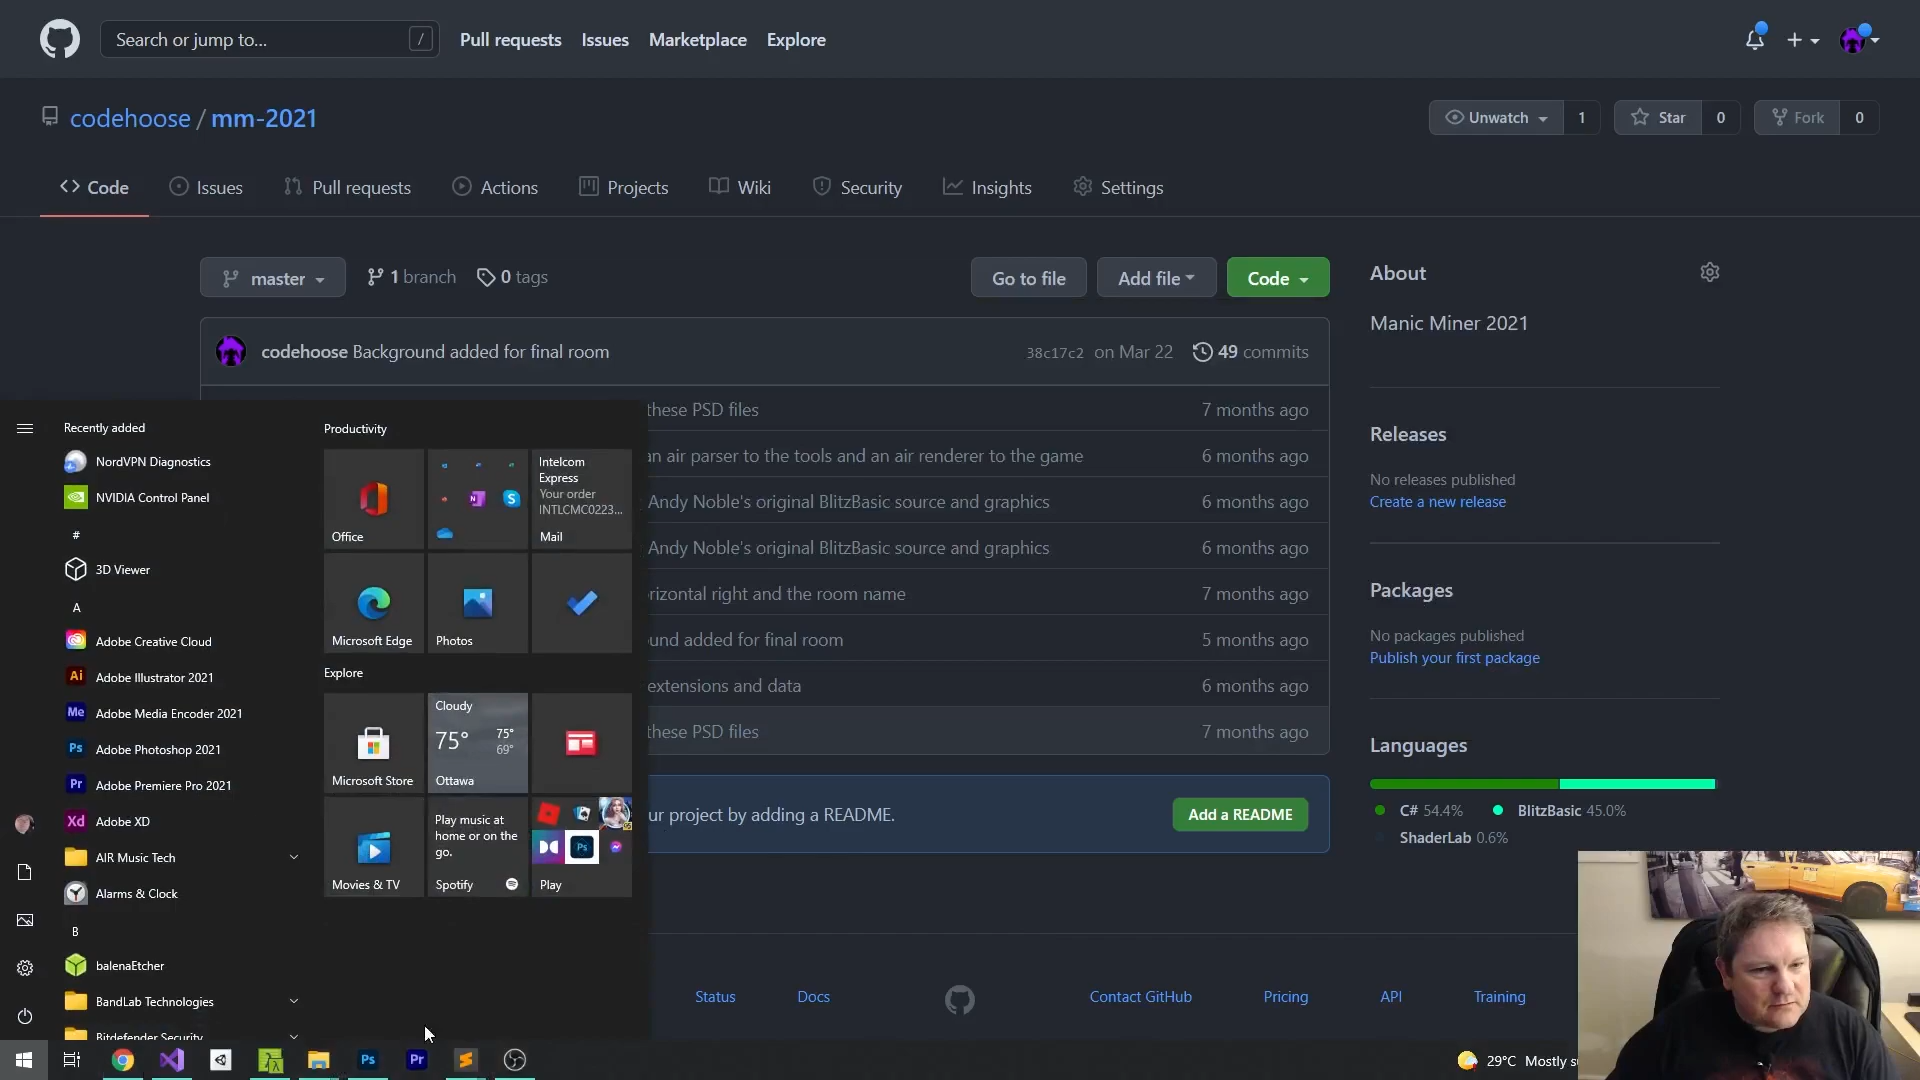 Search or jump to...
/
Pull requests
Issues
Marketplace
Explore
codehoose / mm-2021
Unwatch
1
Star
0
Fork
0
Code
Issues
Pull requests
Actions
Projects
Wiki
Security
Insights
Settings
master
1 branch
0 tags
Go to file
Add file
Code
About
Manic Miner 2021
codehoose Background added for final room
38c17c2 on Mar 22
49 commits
these PSD files
7 months ago
an air parser to the tools and an air renderer to the game
6 months ago
Andy Noble's original BlitzBasic source and graphics
6 months ago
Andy Noble's original BlitzBasic source and graphics
6 months ago
rizontal right and the room name
7 months ago
und added for final room
5 months ago
extensions and data
6 months ago
these PSD files
7 months ago
ur project by adding a README.
Add a README
Releases
No releases published
Create a new release
Packages
No packages published
Publish your first package
Languages
C# 54.4%
BlitzBasic 45.0%
ShaderLab 0.6%
Status
Docs
Contact GitHub
Pricing
API
Training
Recently added
NordVPN Diagnostics
NVIDIA Control Panel
#
3D Viewer
A
Adobe Creative Cloud
Ai
Adobe Illustrator 2021
Me
Adobe Media Encoder 2021
Ps
Adobe Photoshop 2021
Pr
Adobe Premiere Pro 2021
Xd
Adobe XD
AIR Music Tech
Alarms & Clock
B
balenaEtcher
BandLab Technologies
Bitdefender Security
Productivity
Office
Intelcom
Express
Your order
INTLCMC0223...
Mail
Microsoft Edge
Photos
Explore
Microsoft Store
Cloudy
75°
75°
69°
Ottawa
Movies & TV
Play music at
home or on the
go.
Spotify
Ps
Play
Ps
Pr
29°C Mostly su